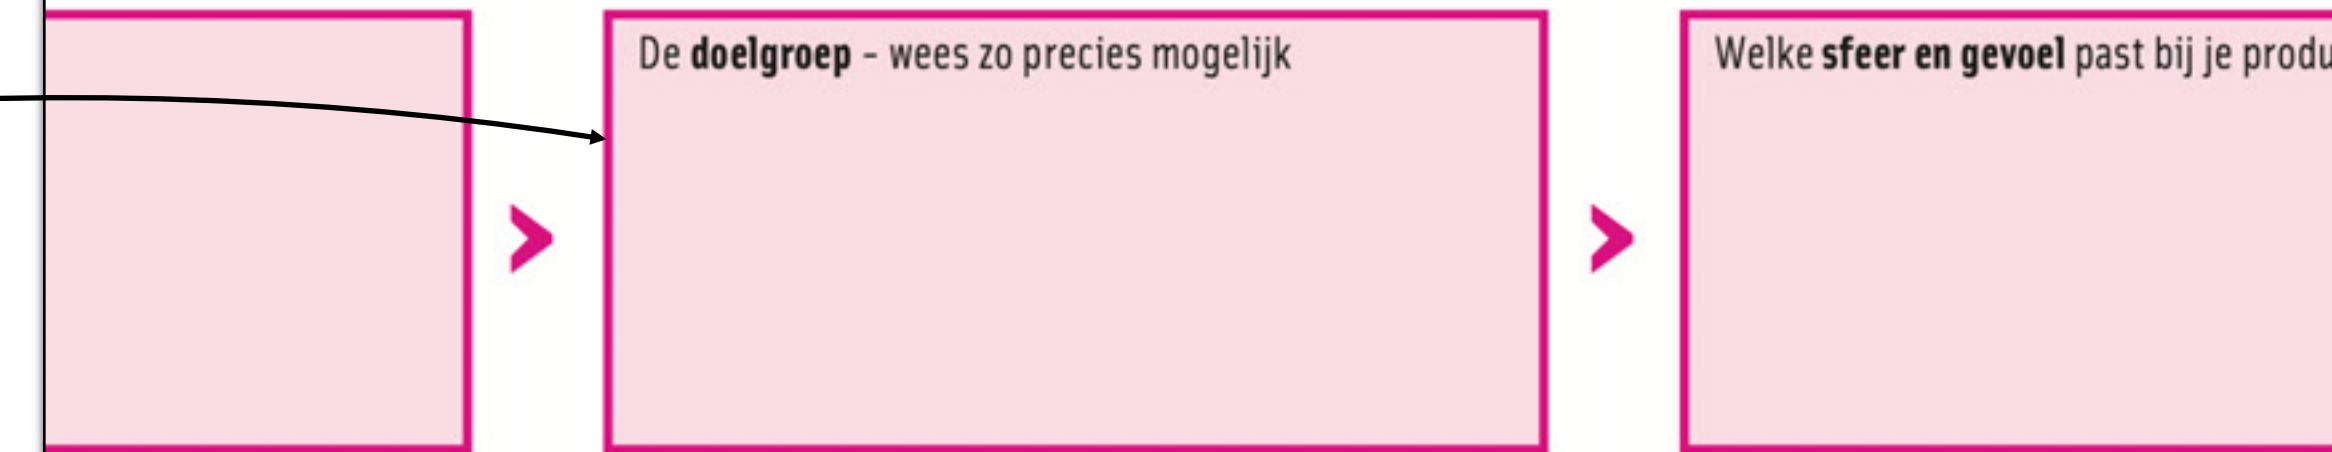 De doelgroep – wees zo precies mogelijk
Welke sfeer en gevoel past bij je